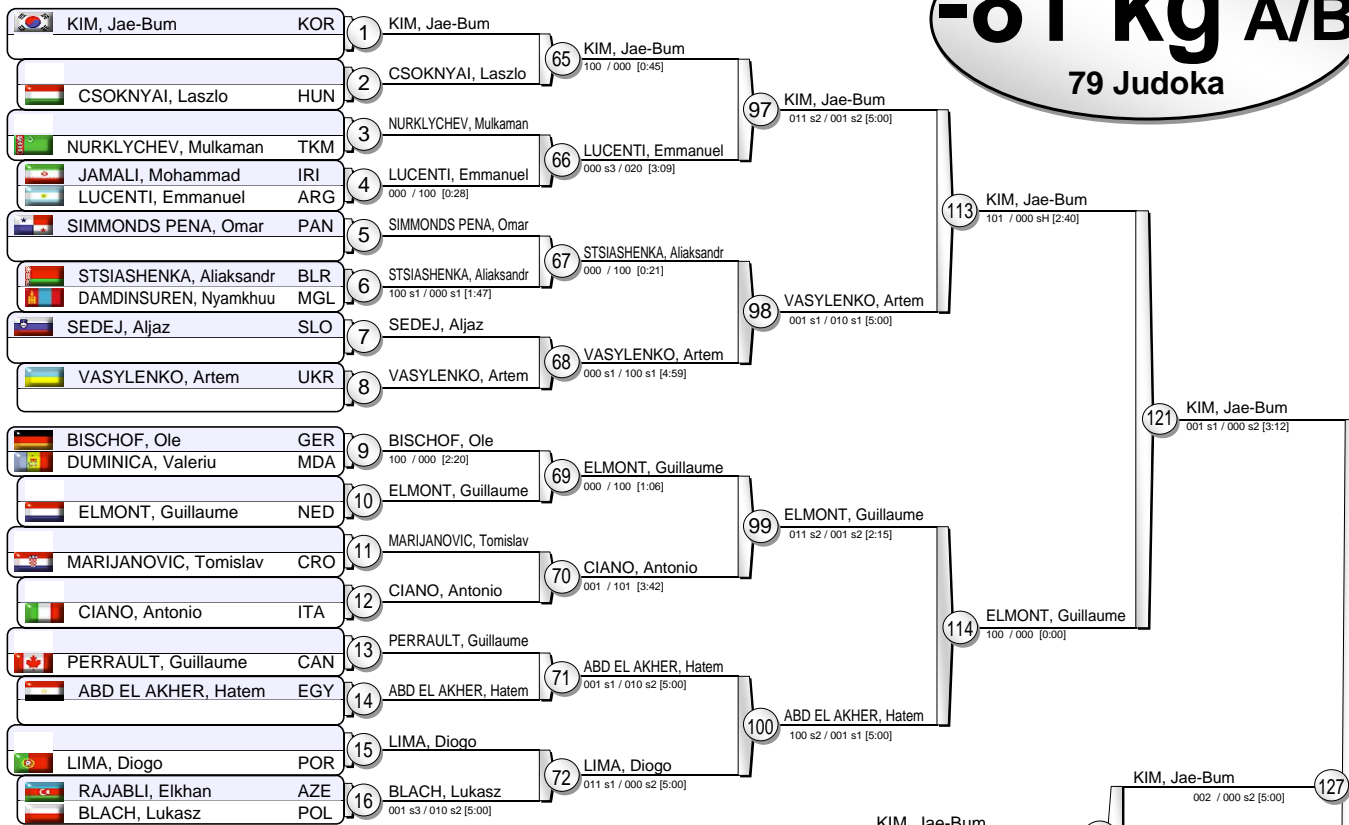 -81 kg A/B
79 Judoka
KIM, Jae-Bum KOR
1
KIM, Jae-Bum
CSOKNYAI, Laszlo HUN
2
CSOKNYAI, Laszlo
65
KIM, Jae-Bum
100 / 000 [0:45]
NURKLYCHEV, Mulkaman TKM
3
NURKLYCHEV, Mulkaman
JAMALI, Mohammad IRI
LUCENTI, Emmanuel ARG
4
LUCENTI, Emmanuel
000 / 100 [0:28]
66
LUCENTI, Emmanuel
000 s3 / 020 [3:09]
97
KIM, Jae-Bum
011 s2 / 001 s2 [5:00]
SIMMONDS PENA, Omar PAN
5
SIMMONDS PENA, Omar
STSIASHENKA, Aliaksandr BLR
DAMDINSUREN, Nyamkhuu MGL
6
STSIASHENKA, Aliaksandr
100 s1 / 000 s1 [1:47]
67
STSIASHENKA, Aliaksandr
000 / 100 [0:21]
SEDEJ, Aljaz SLO
7
SEDEJ, Aljaz
VASYLENKO, Artem UKR
8
VASYLENKO, Artem
68
VASYLENKO, Artem
000 s1 / 100 s1 [4:59]
98
VASYLENKO, Artem
001 s1 / 010 s1 [5:00]
113
KIM, Jae-Bum
101 / 000 sH [2:40]
BISCHOF, Ole GER
DUMINICA, Valeriu MDA
9
BISCHOF, Ole
100 / 000 [2:20]
ELMONT, Guillaume NED
10
ELMONT, Guillaume
69
ELMONT, Guillaume
000 / 100 [1:06]
MARIJANOVIC, Tomislav CRO
11
MARIJANOVIC, Tomislav
CIANO, Antonio ITA
12
CIANO, Antonio
70
CIANO, Antonio
001 / 101 [3:42]
99
ELMONT, Guillaume
011 s2 / 001 s2 [2:15]
PERRAULT, Guillaume CAN
13
PERRAULT, Guillaume
ABD EL AKHER, Hatem EGY
14
ABD EL AKHER, Hatem
71
ABD EL AKHER, Hatem
001 s1 / 010 s2 [5:00]
LIMA, Diogo POR
15
LIMA, Diogo
RAJABLI, Elkhan AZE
BLACH, Lukasz POL
16
BLACH, Lukasz
001 s3 / 010 s2 [5:00]
72
LIMA, Diogo
011 s1 / 000 s2 [5:00]
100
ABD EL AKHER, Hatem
100 s2 / 001 s1 [5:00]
114
ELMONT, Guillaume
100 / 000 [0:00]
121
KIM, Jae-Bum
001 s1 / 000 s2 [3:12]
KIM, Jae-Bum
002 / 000 s2 [5:00]
127
KIM, Jae-Bum